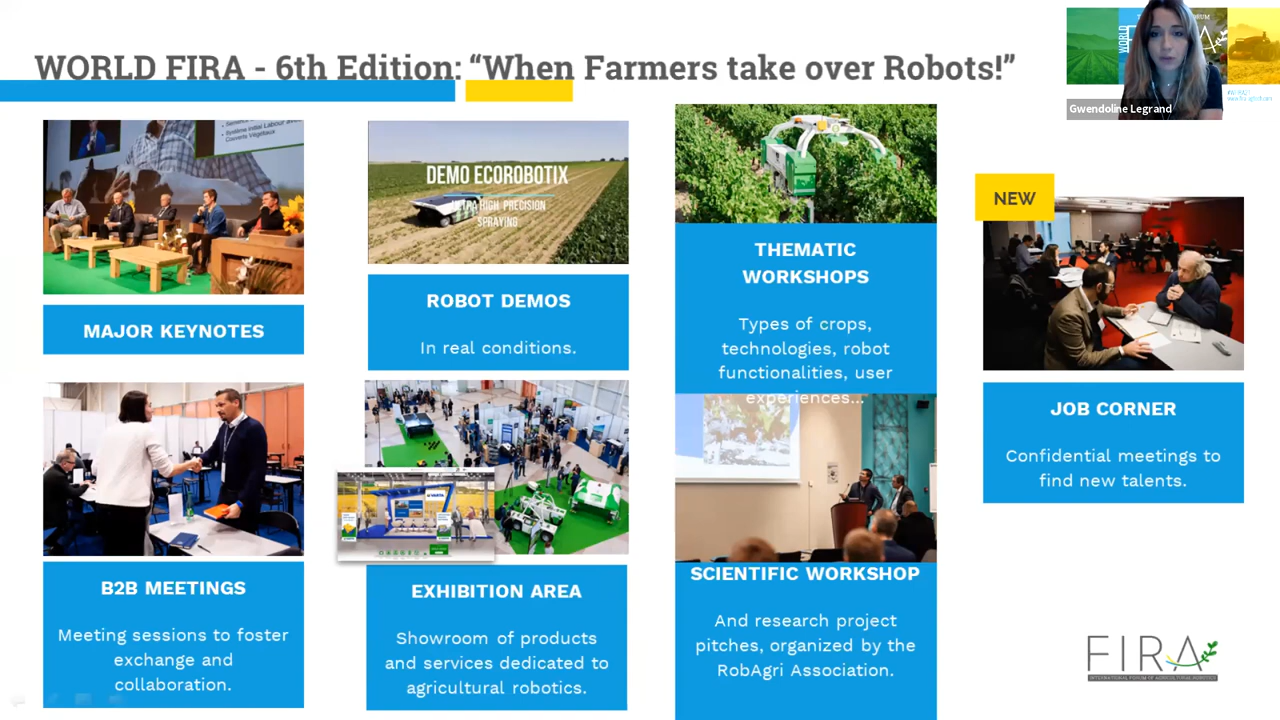 WORLD FIRA - 6th Edition: “When Farmers take over Robots!”
Gwendoline Legrand
MAJOR KEYNOTES
B2B MEETINGS
Meeting sessions to foster
exchange and
collaboration.
DEMO ECOROBOTIX
ULTRA HIGH PRECISION
SPRAYING
ROBOT DEMOS
In real conditions.
VARTA
EXHIBITION AREA
Showroom of products
and services dedicated to
agricultural robotics.
THEMATIC
WORKSHOPS
Types of crops,
technologies, robot
functionalities, user
experiences...
SCIENTIFIC WORKSHOP
And research project
pitches, organized by the
RobAgri Association.
NEW
JOB CORNER
Confidential meetings to
find new talents.
FIRA
INTERNATIONAL FORUM OF AGRICULTURAL ROBOTICS